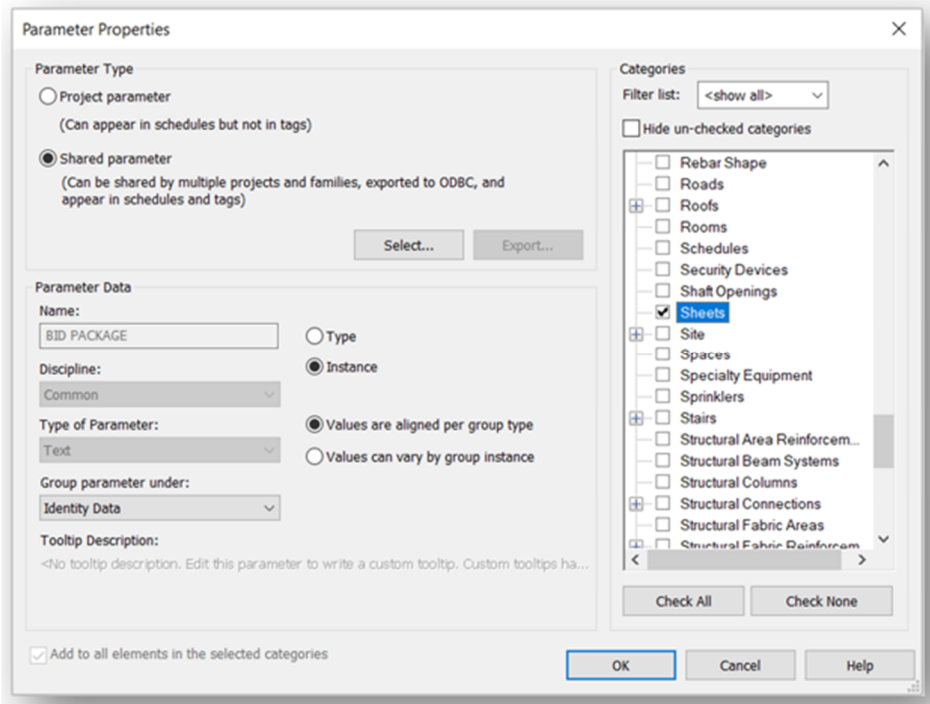 Parameter Properties
Parameter Type
Project parameter
(Can appear in schedules but not in tags)
Shared parameter
(Can be shared by multiple projects and families, exported to ODBC, and
appear in schedules and tags)
Select...
Export...
Parameter Data
Name:
BID PACKAGE
Type
Discipline:
Instance
Common
Type of Parameter:
Values are aligned per group type
Text
Values can vary by group instance
Group parameter under:
Identity Data
Tooltip Description:
<No tooltip description. Edit this parameter to write a custom tooltip. Custom tooltips ha...
Add to all elements in the selected categories
Categories
Filter list:
<show all>
Hide un-checked categories
Rebar Shape
Roads
Roofs
Rooms
Schedules
Security Devices
Shaft Openings
Sheets
Site
Spaces
Specialty Equipment
Sprinklers
Stairs
Structural Area Reinforcem...
Structural Beam Systems
Structural Columns
Structural Connections
Structural Fabric Areas
Structural Fabric Reinforcem
Check All
Check None
OK
Cancel
Help